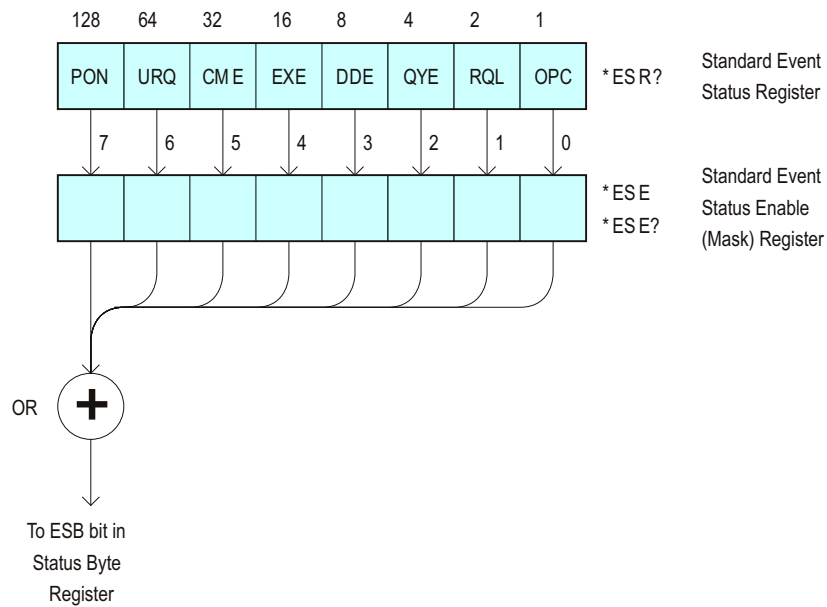 128 64 32 16 8 4 2 1
PON URQ CME EXE DDE QYE RQL OPC
*ESR?
Standard Event
Status Register
7 6 5 4 3 2 1 0
*ESE
*ESE?
Standard Event
Status Enable
(Mask) Register
OR
+
To ESB bit in
Status Byte
Register